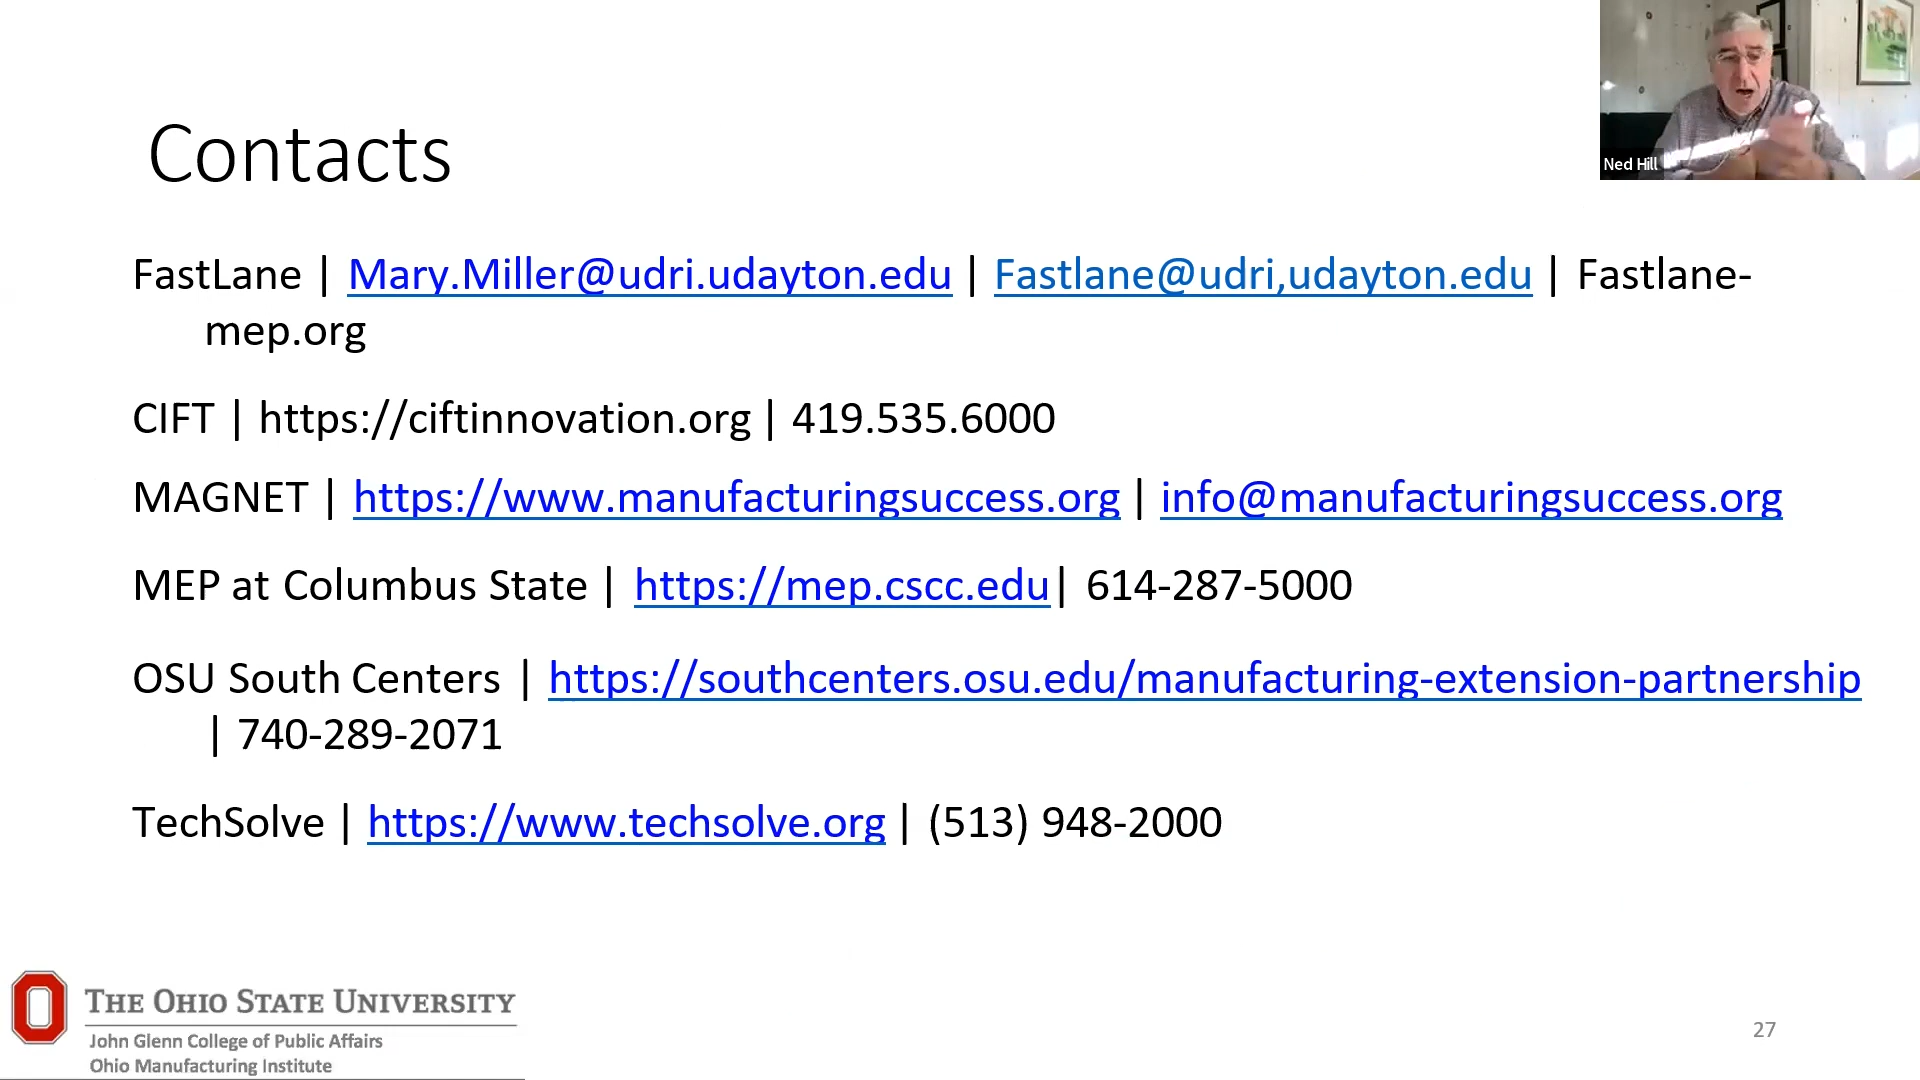 Ned Hill
Contacts
FastLane | Mary.Miller@udri.udayton.edu | Fastlane@udri,udayton.edu | Fastlane-
mep.org
CIFT | https://ciftinnovation.org | 419.535.6000
MAGNET | https://www.manufacturingsuccess.org | info@manufacturingsuccess.org
MEP at Columbus State | https://mep.cscc.edu| 614-287-5000
OSU South Centers | https://southcenters.osu.edu/manufacturing-extension-partnership
| 740-289-2071
TechSolve | https://www.techsolve.org | (513) 948-2000
THE OHIO STATE UNIVERSITY
John Glenn College of Public Affairs
Ohio Manufacturing Institute
27